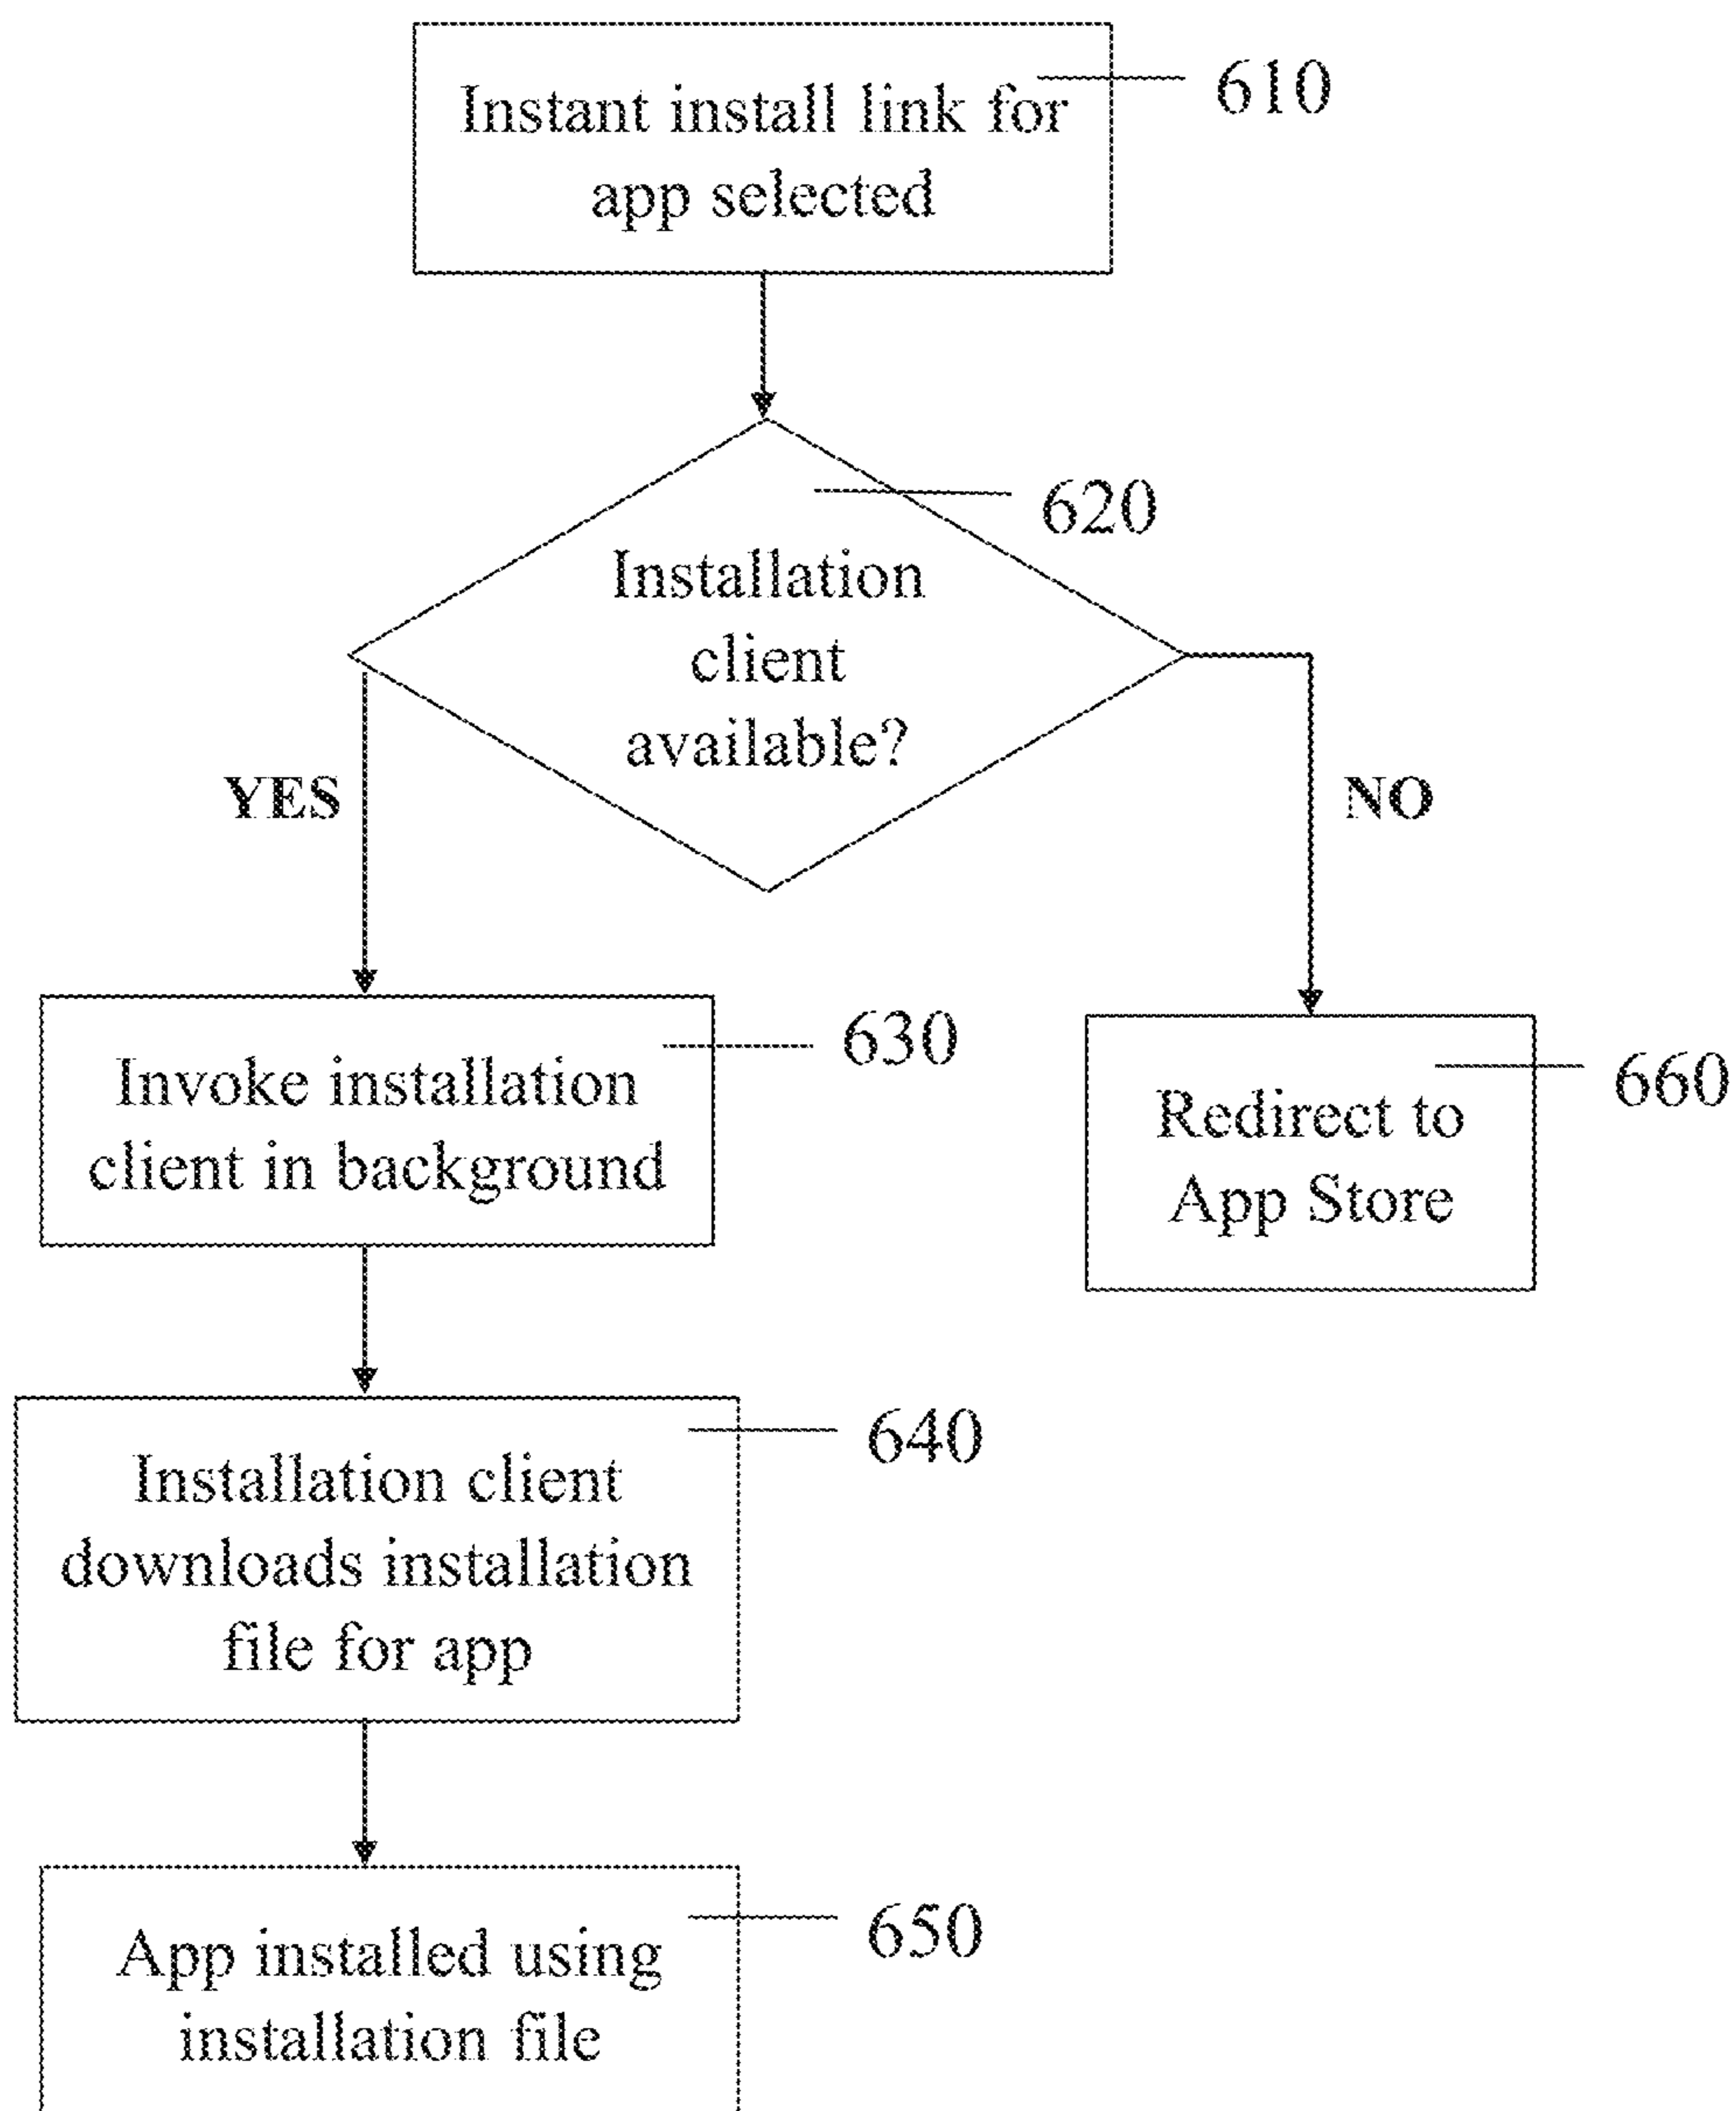 Instant install link for
app selected
610
620
Installation
client
available?
YES
NO
630
Invoke installation
client in background
660
Redirect to
App Store
640
Installation client
downloads installation
file for app
650
App installed using
installation file